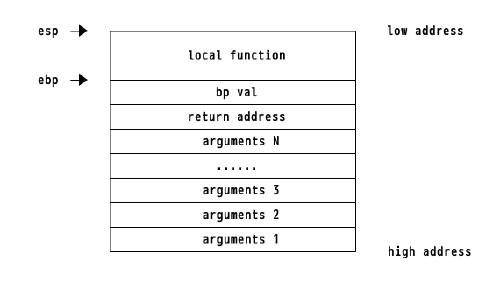 esp
low address
local function
ebp
bp val
return address
arguments N
......
arguments 3
arguments 2
arguments 1
high address